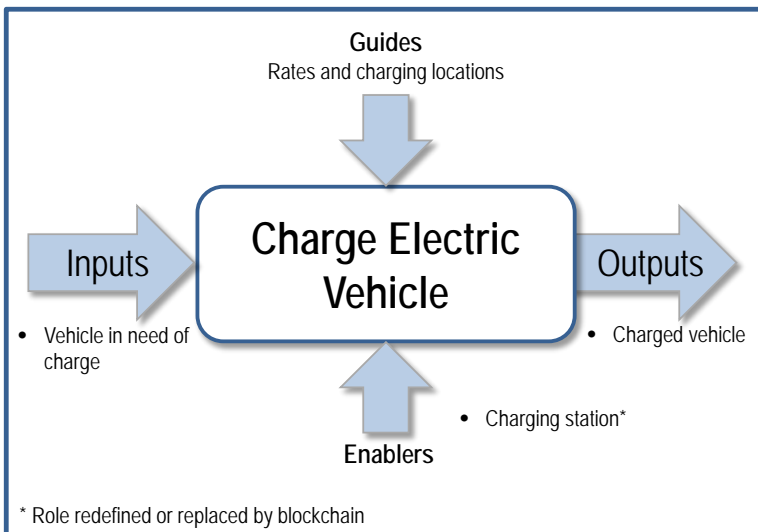 Guides
Rates and charging locations
Charge Electric
Vehicle
Inputs
Outputs
• Vehicle in need of
charge
• Charged vehicle
• Charging station*
Enablers
* Role redefined or replaced by blockchain